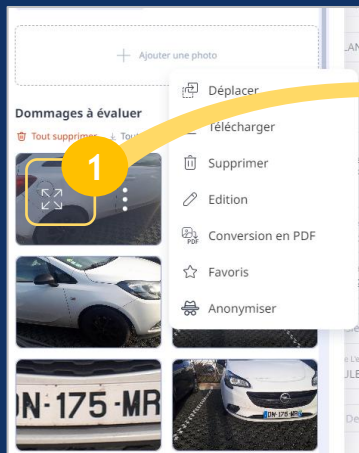 Ajouter une photo
Déplacer
Dommages à évaluer
Télécharger
Tout supprimer
Supprimer
1
Edition
PDF
Conversion en PDF
Favoris
Anonymiser
N-175-MR
DN-175-MR